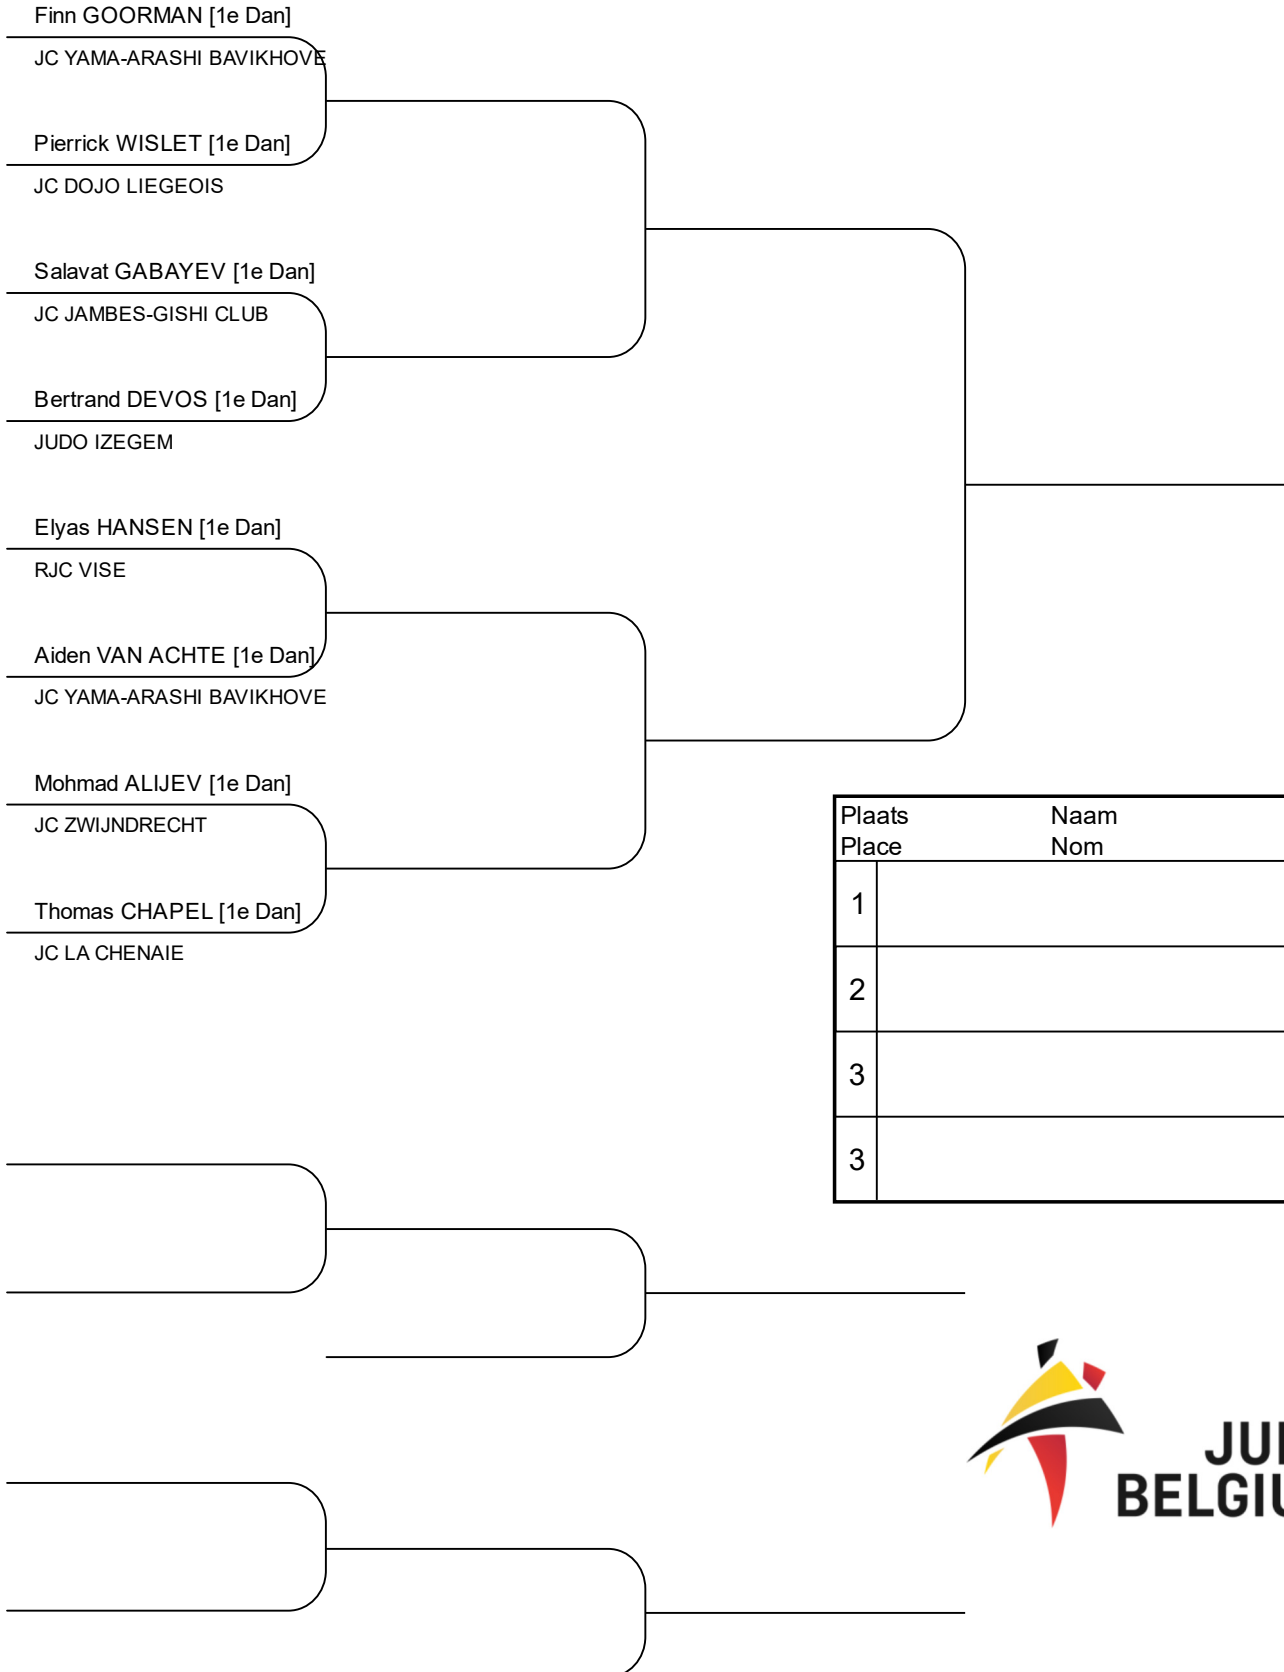 Finn GOORMAN [1e Dan]
JC YAMA-ARASHI BAVIKHOVE
Pierrick WISLET [1e Dan]
JC DOJO LIEGEOIS
Salavat GABAYEV [1e Dan]
JC JAMBES-GISHI CLUB
Bertrand DEVOS [1e Dan]
JUDO IZEGEM
Elyas HANSEN [1e Dan]
RJC VISE
Aiden VAN ACHTE [1e Dan]
JC YAMA-ARASHI BAVIKHOVE
Mohmad ALIJEV [1e Dan]
JC ZWIJNDRECHT
Thomas CHAPEL [1e Dan]
JC LA CHENAIE
Plaats Naam
Place Nom
1
2
3
3